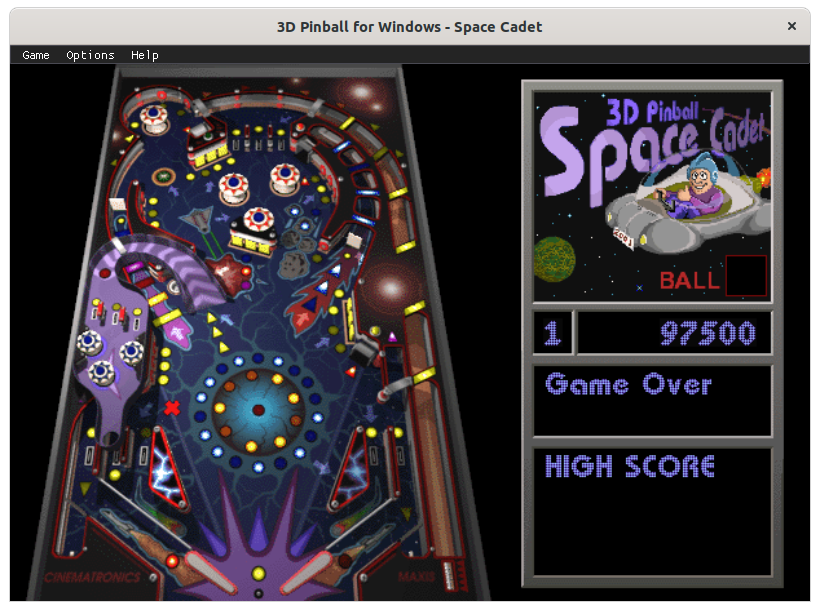 3D Pinball for Windows - Space Cadet
Game Options Help
3D Pinball
Space Cadet
BALL
1 97500
Game Over
HIGH SCORE
CINEMATRONICS
MAXIS